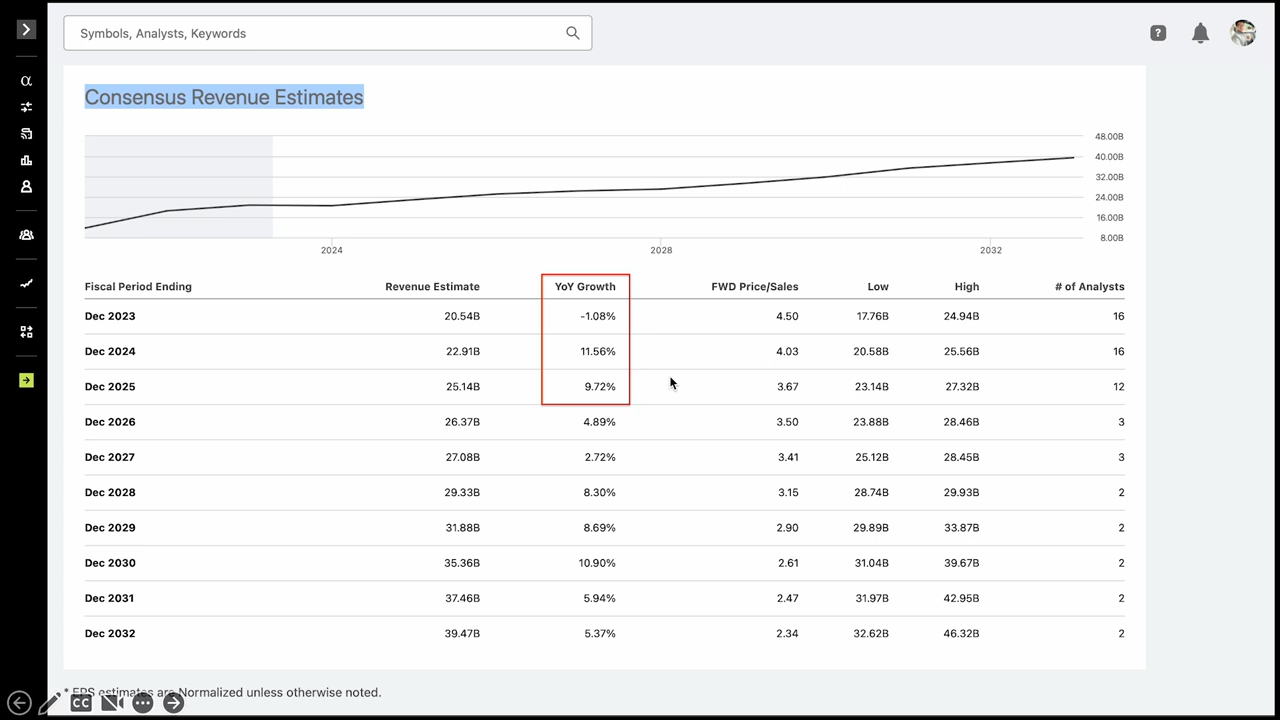 Symbols, Analysts, Keywords
?
α
Consensus Revenue Estimates
48.00B
40.00B
32.00B
24.00B
16.00B
8.00B
2024 2028 2032
Fiscal Period Ending Revenue Estimate YoY Growth FWD Price/Sales Low High # of Analysts
Dec 2023 20.54B -1.08% 4.50 17.76B 24.94B 16
Dec 2024 22.91B 11.56% 4.03 20.58B 25.56B 16
Dec 2025 25.14B 9.72% 3.67 23.14B 27.32B 12
Dec 2026 26.37B 4.89% 3.50 23.88B 28.46B 3
Dec 2027 27.08B 2.72% 3.41 25.12B 28.45B 3
Dec 2028 29.33B 8.30% 3.15 28.74B 29.93B 2
Dec 2029 31.88B 8.69% 2.90 29.89B 33.87B 2
Dec 2030 35.36B 10.90% 2.61 31.04B 39.67B 2
Dec 2031 37.46B 5.94% 2.47 31.97B 42.95B 2
Dec 2032 39.47B 5.37% 2.34 32.62B 46.32B 2
* EPS estimates are Normalized unless otherwise noted.
CC